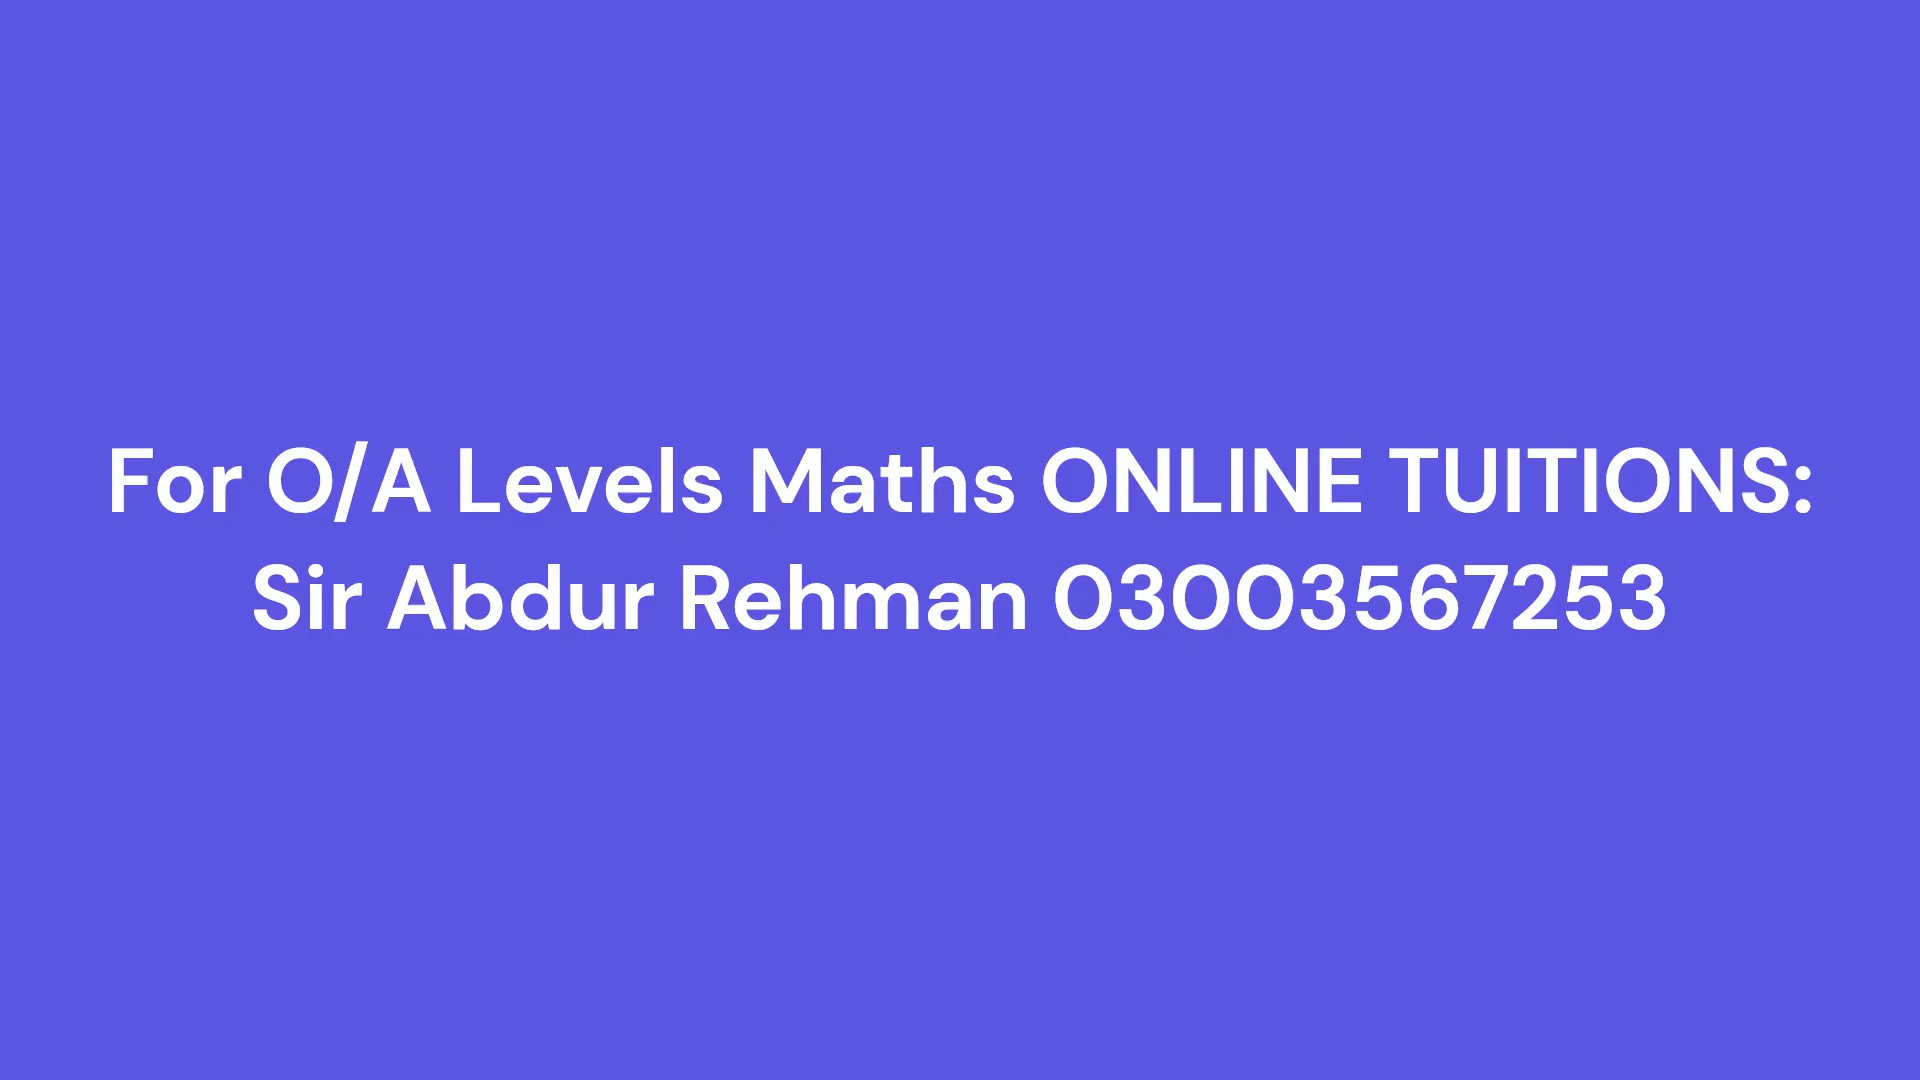 For O/A Levels Maths ONLINE TUITIONS:
Sir Abdur Rehman 03003567253